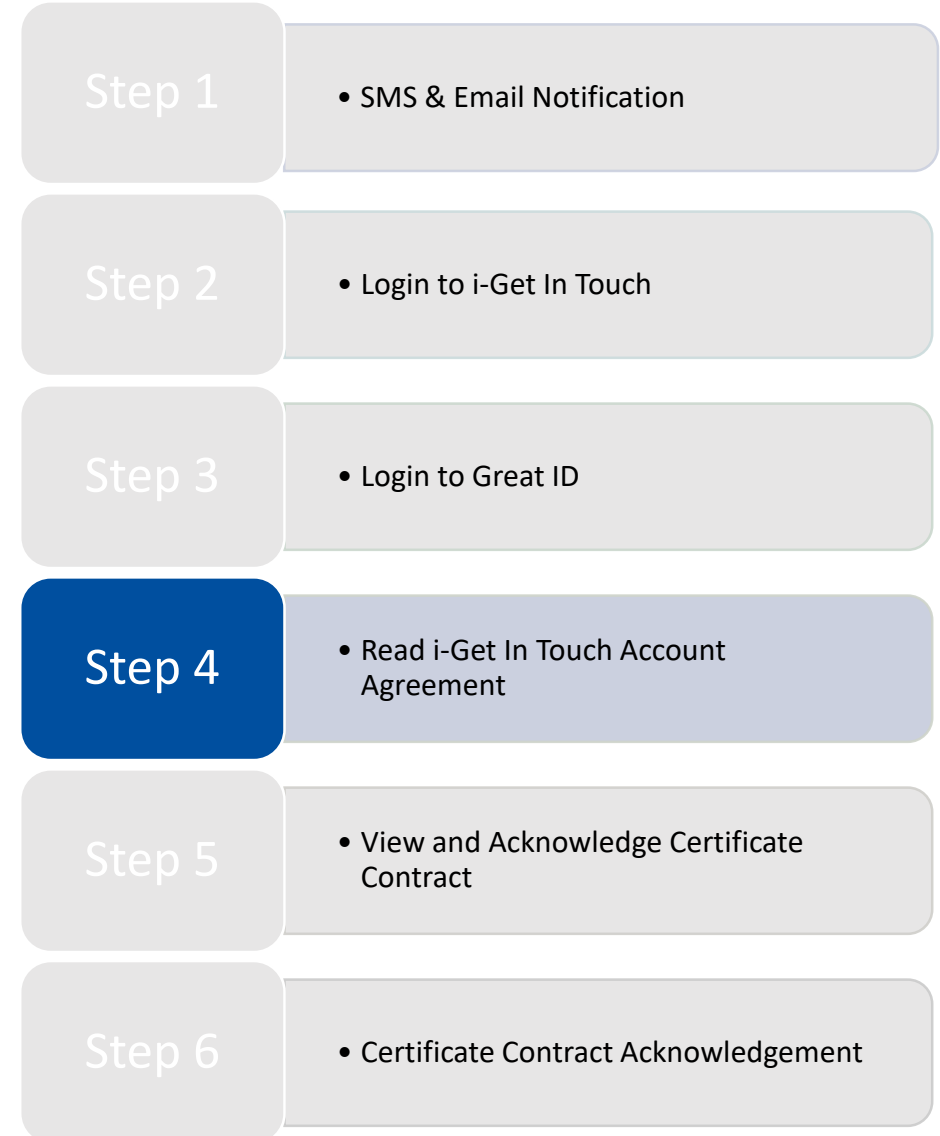 Step 1
• SMS & Email Notification
Step 2
• Login to i-Get In Touch
Step 3
• Login to Great ID
Step 4
• Read i-Get In Touch Account
Agreement
Step 5
• View and Acknowledge Certificate
Contract
Step 6
• Certificate Contract Acknowledgement